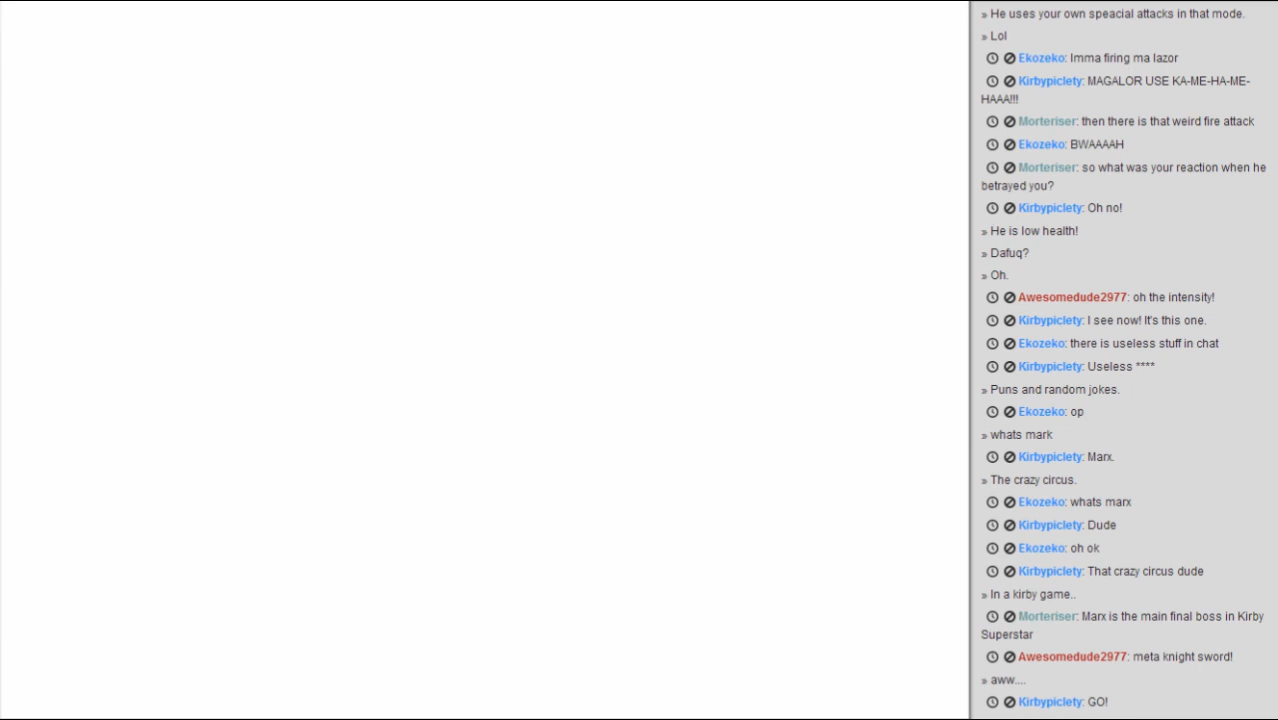 » He uses your own speacial attacks in that mode.
» Lol
Ekozeko: Imma firing ma lazor
Kirbypiclety: MAGALOR USE KA-ME-HA-ME-
HAAA!!!
Morteriser: then there is that weird fire attack
Ekozeko: BWAAAAH
Morteriser: so what was your reaction when he
betrayed you?
Kirbypiclety: Oh no!
» He is low health!
» Dafuq?
» Oh.
Awesomedude2977: oh the intensity!
Kirbypiclety: I see now! It's this one.
Ekozeko: there is useless stuff in chat
Kirbypiclety: Useless ****
» Puns and random jokes.
Ekozeko: op
» whats mark
Kirbypiclety: Marx.
» The crazy circus.
Ekozeko: whats marx
Kirbypiclety: Dude
Ekozeko: oh ok
Kirbypiclety: That crazy circus dude
» In a kirby game..
Morteriser: Marx is the main final boss in Kirby
Superstar
Awesomedude2977: meta knight sword!
» aww....
Kirbypiclety: GO!